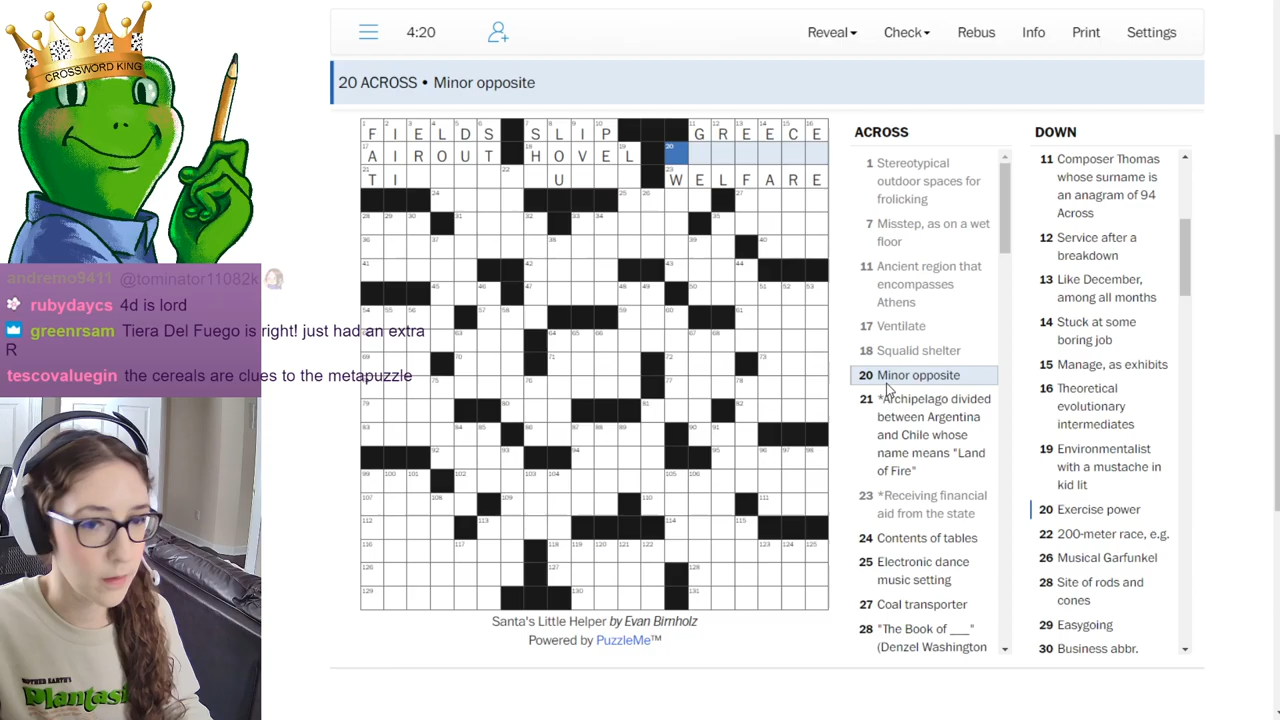 CROSSWORD KING
andremo9411 @tominator11082k
rubydaycs 4d is lord
greenrsam Tiera Del Fuego is right! just had an extra
R
tescovaluegin the cereals are clues to the metapuzzle
Plantasia
4:20
Reveal
Check
Rebus
Info
Print
Settings
20 ACROSS • Minor opposite
F I E L D S S L I P G R E E C E
A I R O U T H O V E L
T I U W E L F A R E
Santa's Little Helper by Evan Birnholz
Powered by PuzzleMe™
ACROSS
1 Stereotypical
outdoor spaces for
frolicking
7 Misstep, as on a wet
floor
11 Ancient region that
encompasses
Athens
17 Ventilate
18 Squalid shelter
20 Minor opposite
21 *Archipelago divided
between Argentina
and Chile whose
name means "Land
of Fire"
23 *Receiving financial
aid from the state
24 Contents of tables
25 Electronic dance
music setting
27 Coal transporter
28 "The Book of ___"
(Denzel Washington
DOWN
11 Composer Thomas
whose surname is
an anagram of 94
Across
12 Service after a
breakdown
13 Like December,
among all months
14 Stuck at some
boring job
15 Manage, as exhibits
16 Theoretical
evolutionary
intermediates
19 Environmentalist
with a mustache in
kid lit
20 Exercise power
22 200-meter race, e.g.
26 Musical Garfunkel
28 Site of rods and
cones
29 Easygoing
30 Business abbr.